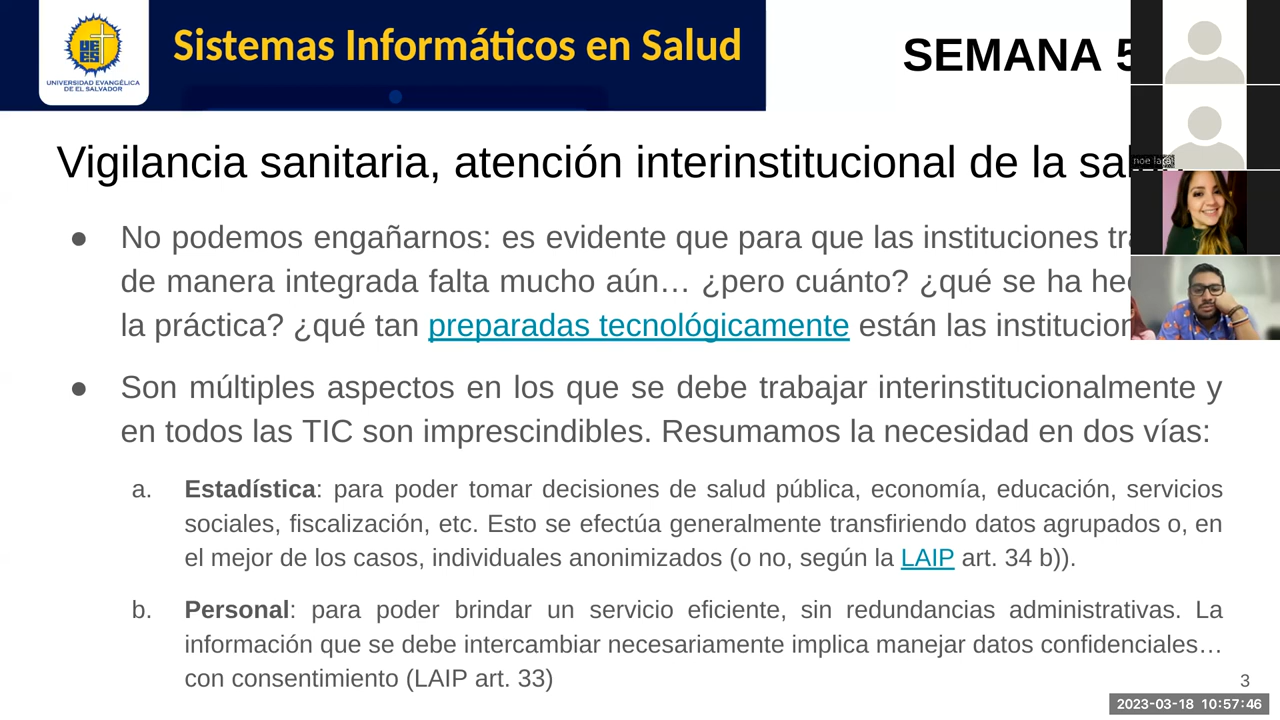 UNIVERSIDAD EVANGÉLICA
DE EL SALVADOR
Sistemas Informáticos en Salud
SEMANA 5
Vigilancia sanitaria, atención interinstitucional de la
noe
● No podemos engañarnos: es evidente que para que las instituciones
de manera integrada falta mucho aún… ¿pero cuánto? ¿qué se ha
la práctica? ¿qué tan preparadas tecnológicamente están las
● Son múltiples aspectos en los que se debe trabajar interinstitucionalmente y
en todos las TIC son imprescindibles. Resumamos la necesidad en dos vías:
a. Estadística: para poder tomar decisiones de salud pública, economía, educación, servicios
sociales, fiscalización, etc. Esto se efectúa generalmente transfiriendo datos agrupados o, en
el mejor de los casos, individuales anonimizados (o no, según la LAIP art. 34 b)).
b. Personal: para poder brindar un servicio eficiente, sin redundancias administrativas. La
información que se debe intercambiar necesariamente implica manejar datos confidenciales…
con consentimiento (LAIP art. 33)
3
2023-03-18 10:57:46